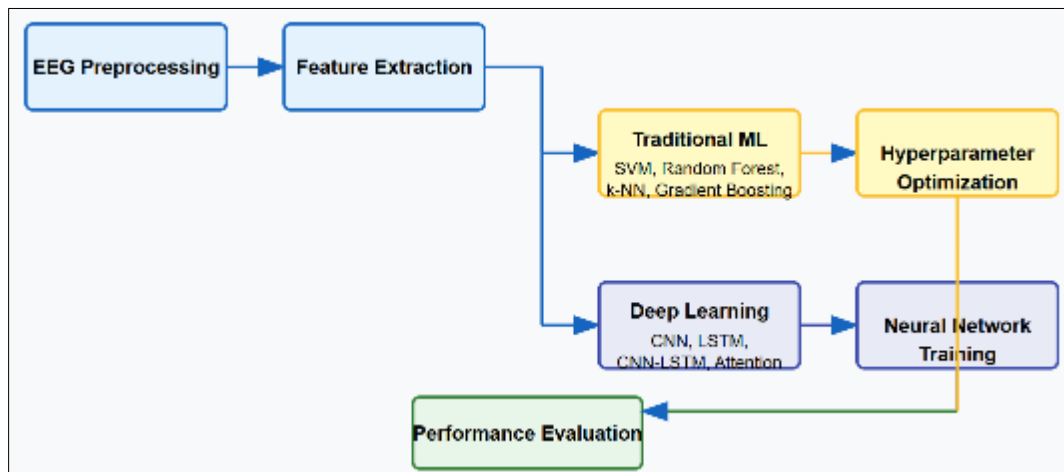 EEG Preprocessing
Feature Extraction
Traditional ML
SVM, Random Forest,
k-NN, Gradient Boosting
Hyperparameter
Optimization
Deep Learning
CNN, LSTM,
CNN-LSTM, Attention
Neural Network
Training
Performance Evaluation